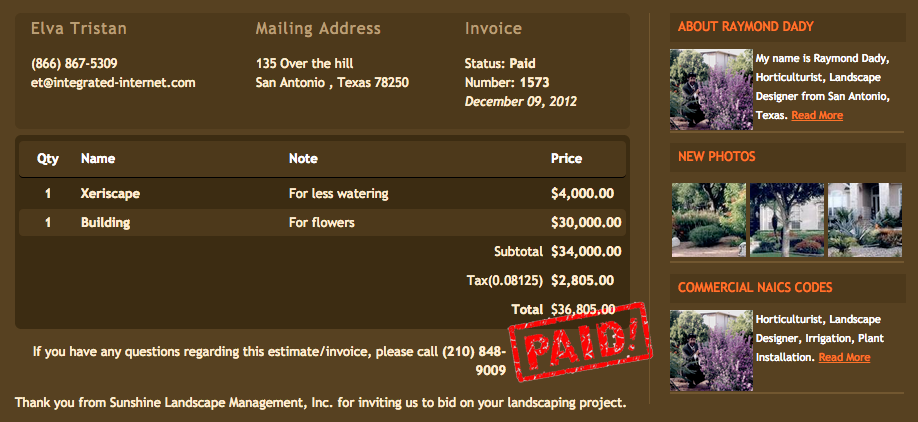 Elva Tristan
(866) 867-5309
et@integrated-internet.com
Mailing Address
135 Over the hill
San Antonio , Texas 78250
Invoice
Status: Paid
Number: 1573
December 09, 2012
Qty Name Note Price
1 Xeriscape For less watering $4,000.00
1 Building For flowers $30,000.00
Subtotal $34,000.00
Tax(0.08125) $2,805.00
Total $36,805.00
PAID!
If you have any questions regarding this estimate/invoice, please call (210) 848-
9009
Thank you from Sunshine Landscape Management, Inc. for inviting us to bid on your landscaping project.
ABOUT RAYMOND DADY
My name is Raymond Dady,
Horticulturist, Landscape
Designer from San Antonio,
Texas. Read More
NEW PHOTOS
COMMERCIAL NAICS CODES
Horticulturist, Landscape
Designer, Irrigation, Plant
Installation. Read More